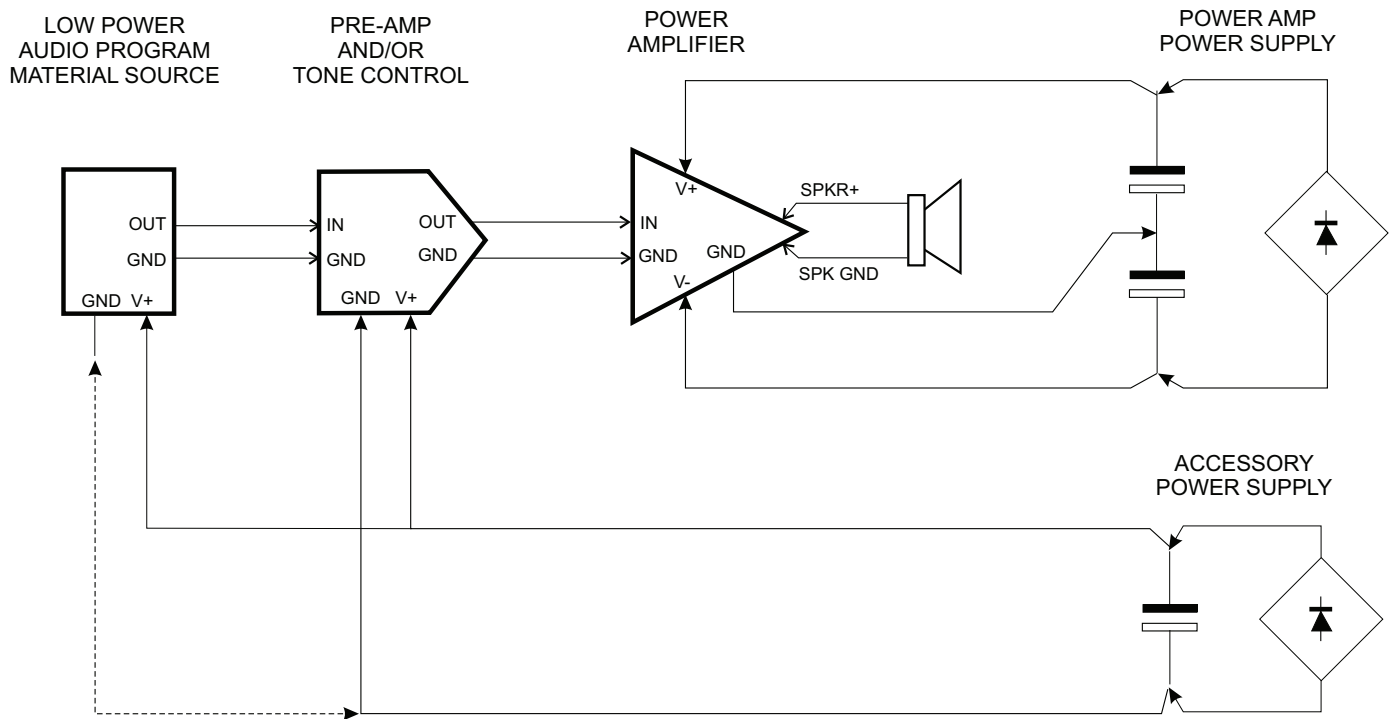 LOW POWER
AUDIO PROGRAM
MATERIAL SOURCE
PRE-AMP
AND/OR
TONE CONTROL
POWER
AMPLIFIER
POWER AMP
POWER SUPPLY
OUT
GND
GND V+
IN
GND
OUT
GND
GND V+
V+
IN
GND
GND
V-
SPKR+
SPK GND
ACCESSORY
POWER SUPPLY